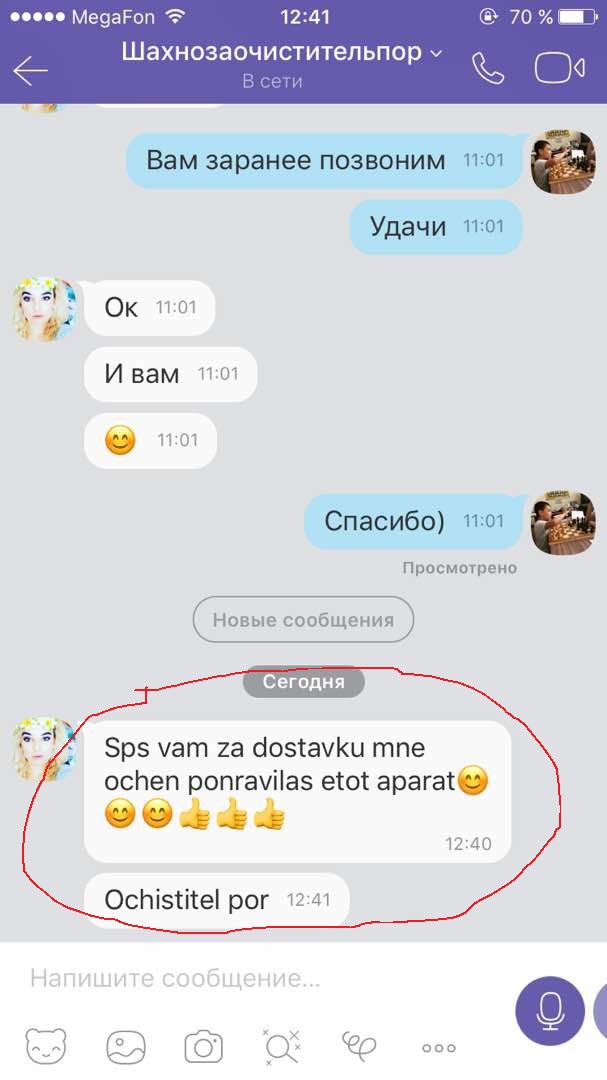 MegaFon 12:41 70 %
Шахнозаочистительпор
В сети
Вам заранее позвоним 11:01
Удачи 11:01
Ок 11:01
И вам 11:01
😊 11:01
Спасибо) 11:01
Просмотрено
Новые сообщения
Сегодня
Sps vam za dostavku mne
ochen ponravilas etot aparat😊
😊😊👍👍👍
12:40
Ochistitel por 12:41
Напишите сообщение...